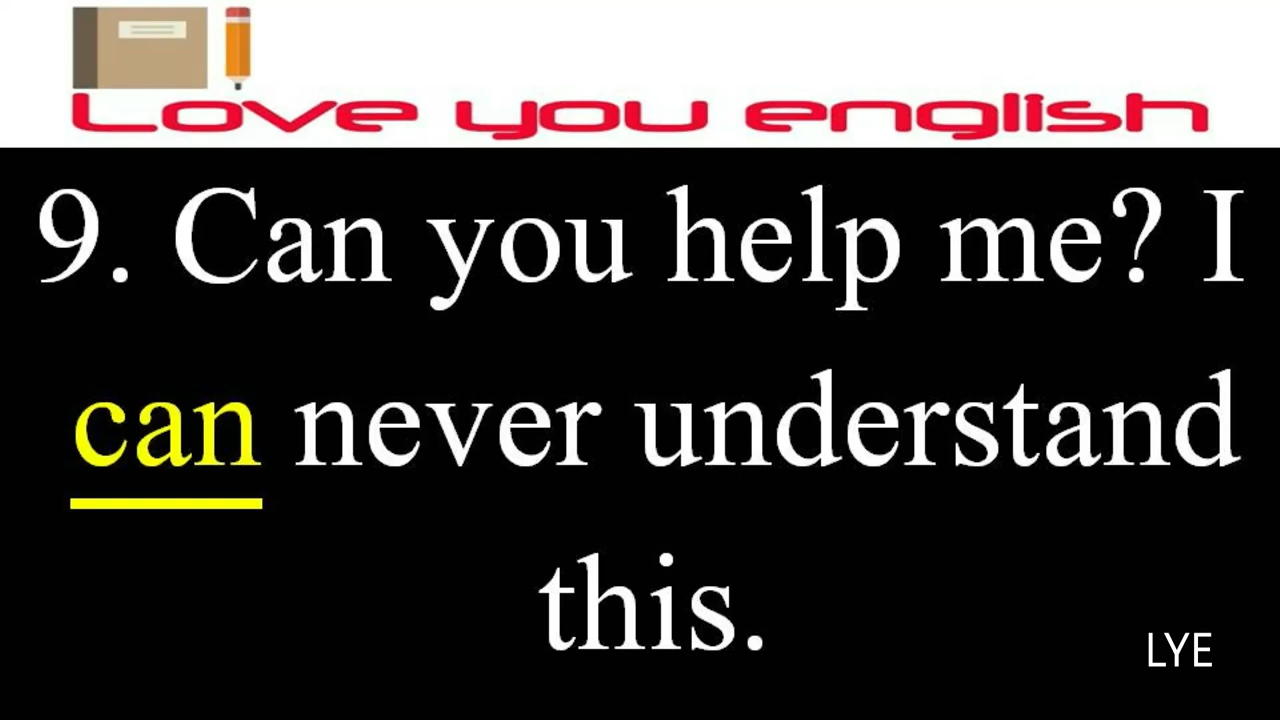 Love you english
9. Can you help me? I
can never understand
this.
LYE